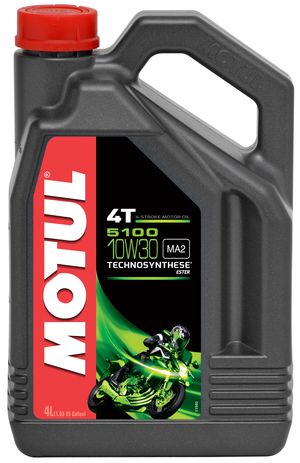 MOTUL®
4T 4-STROKE MOTOR OIL
5100
10W30 MA2
TECHNOSYNTHESE®
ESTER
4L